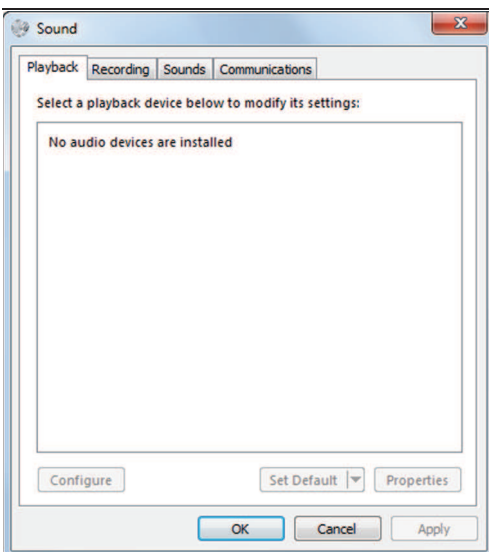 Sound
Playback Recording Sounds Communications
Select a playback device below to modify its settings:
No audio devices are installed
Configure Set Default Properties
OK Cancel Apply